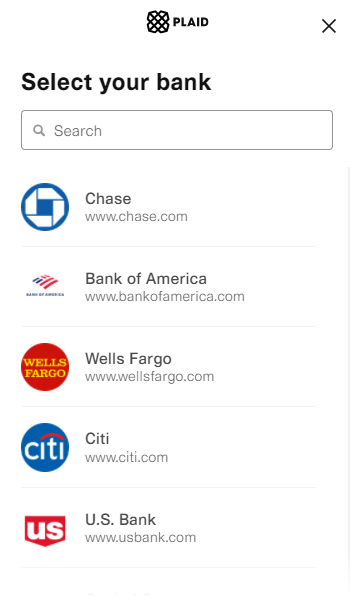 PLAID
Select your bank
Search
Chase
www.chase.com
BANK OF AMERICA
Bank of America
www.bankofamerica.com
WELLS
FARGO
Wells Fargo
www.wellsfargo.com
citi
Citi
www.citi.com
us
U.S. Bank
www.usbank.com